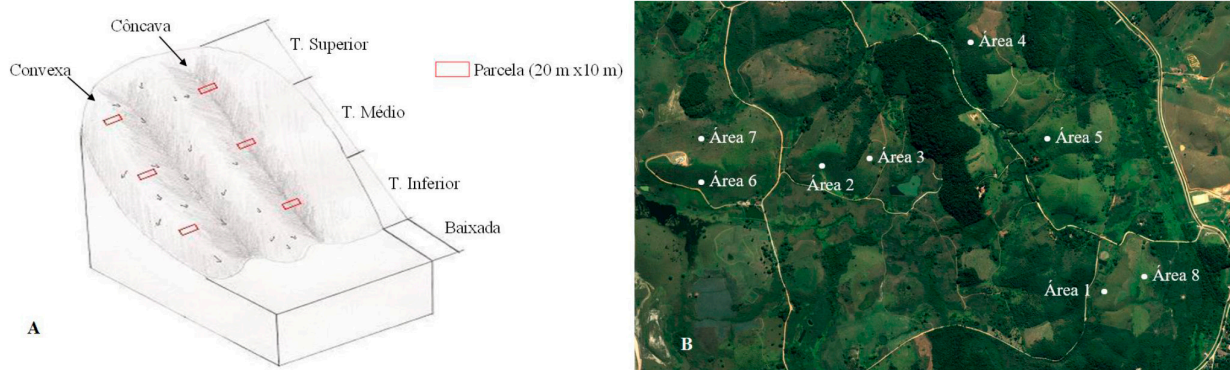 Côncava
Convexa
T. Superior
T. Médio
T. Inferior
Baixada
Parcela (20 m x10 m)
A
Área 4
Área 7
Área 5
Área 3
Área 2
Área 6
Área 8
Área 1
B